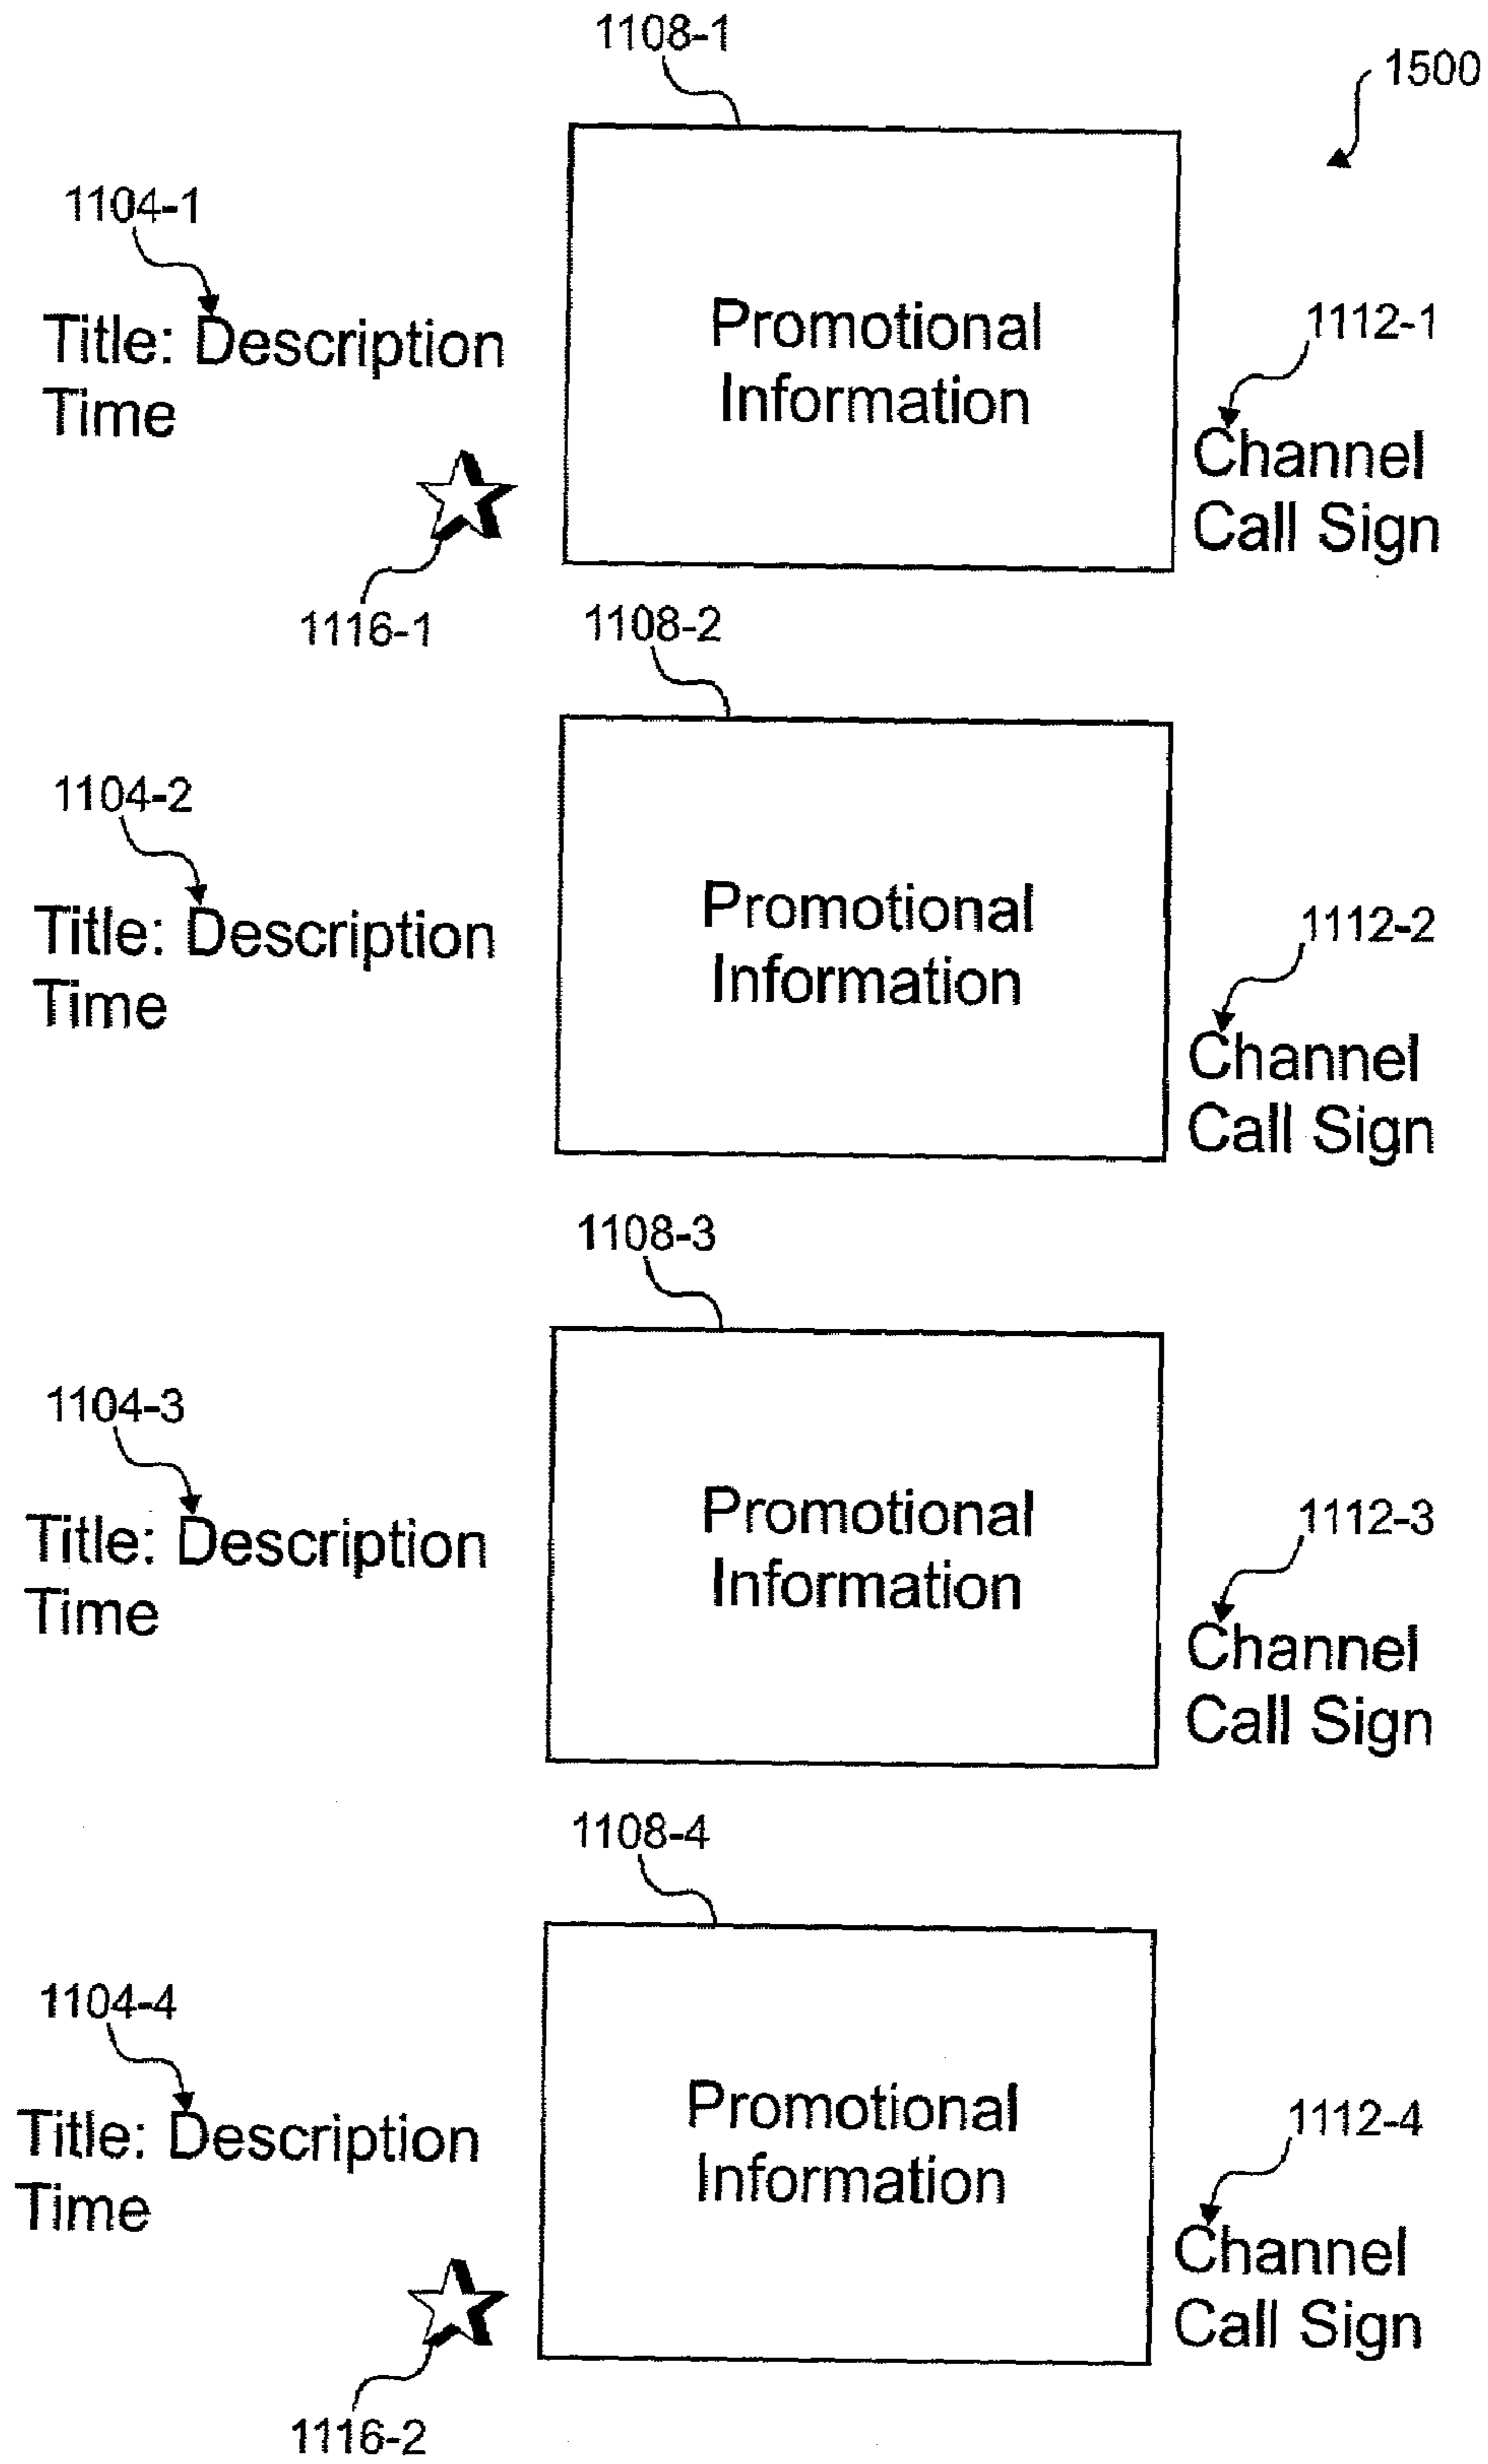 1108-1
1500
1104-1
Title: Description
Time
Promotional
Information
1112-1
Channel
Call Sign
1116-1
1108-2
1104-2
Title: Description
Time
Promotional
Information
1112-2
Channel
Call Sign
1108-3
1104-3
Title: Description
Time
Promotional
Information
1112-3
Channel
Call Sign
1108-4
1104-4
Title: Description
Time
Promotional
Information
1112-4
Channel
Call Sign
1116-2